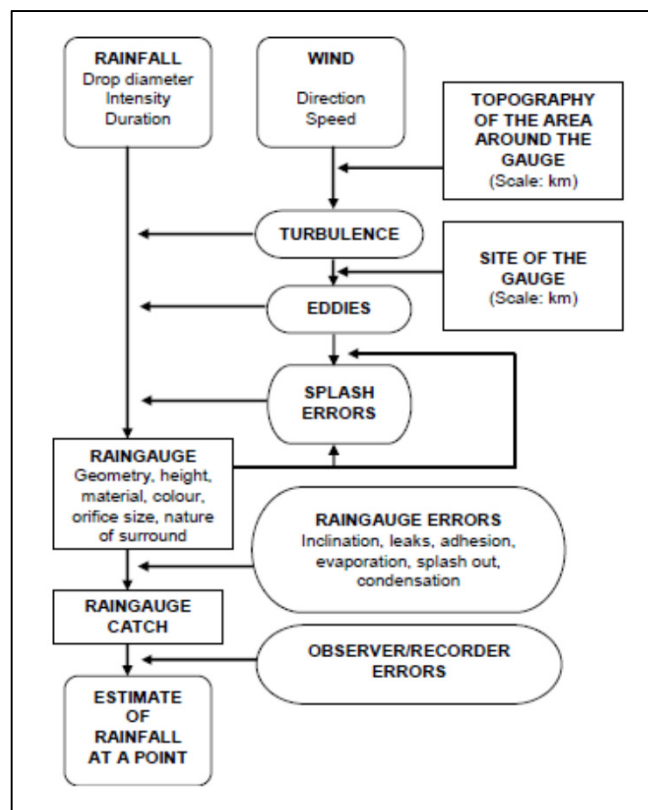 RAINFALL
Drop diameter
Intensity
Duration
WIND
Direction
Speed
TOPOGRAPHY
OF THE AREA
AROUND THE
GAUGE
(Scale: km)
TURBULENCE
SITE OF THE
GAUGE
(Scale: km)
EDDIES
SPLASH
ERRORS
RAINGAUGE
Geometry, height,
material, colour,
orifice size, nature
of surround
RAINGAUGE ERRORS
Inclination, leaks, adhesion,
evaporation, splash out,
condensation
RAINGAUGE
CATCH
OBSERVER/RECORDER
ERRORS
ESTIMATE
OF
RAINFALL
AT A POINT